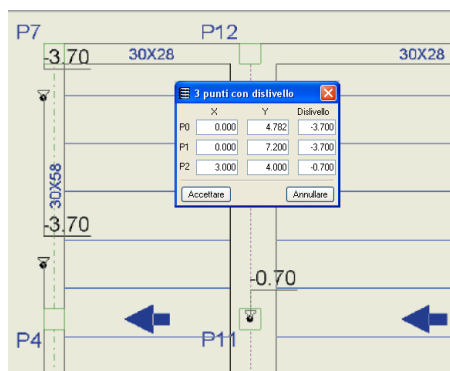 P7
P12
-3.70
30X28
30X28
3 punti con dislivello
X Y Dislivello
P0 0.000 4.782 -3.700
P1 0.000 7.200 -3.700
P2 3.000 4.000 -0.700
Accettare Annullare
30X58
-3.70
-0.70
P4
P11